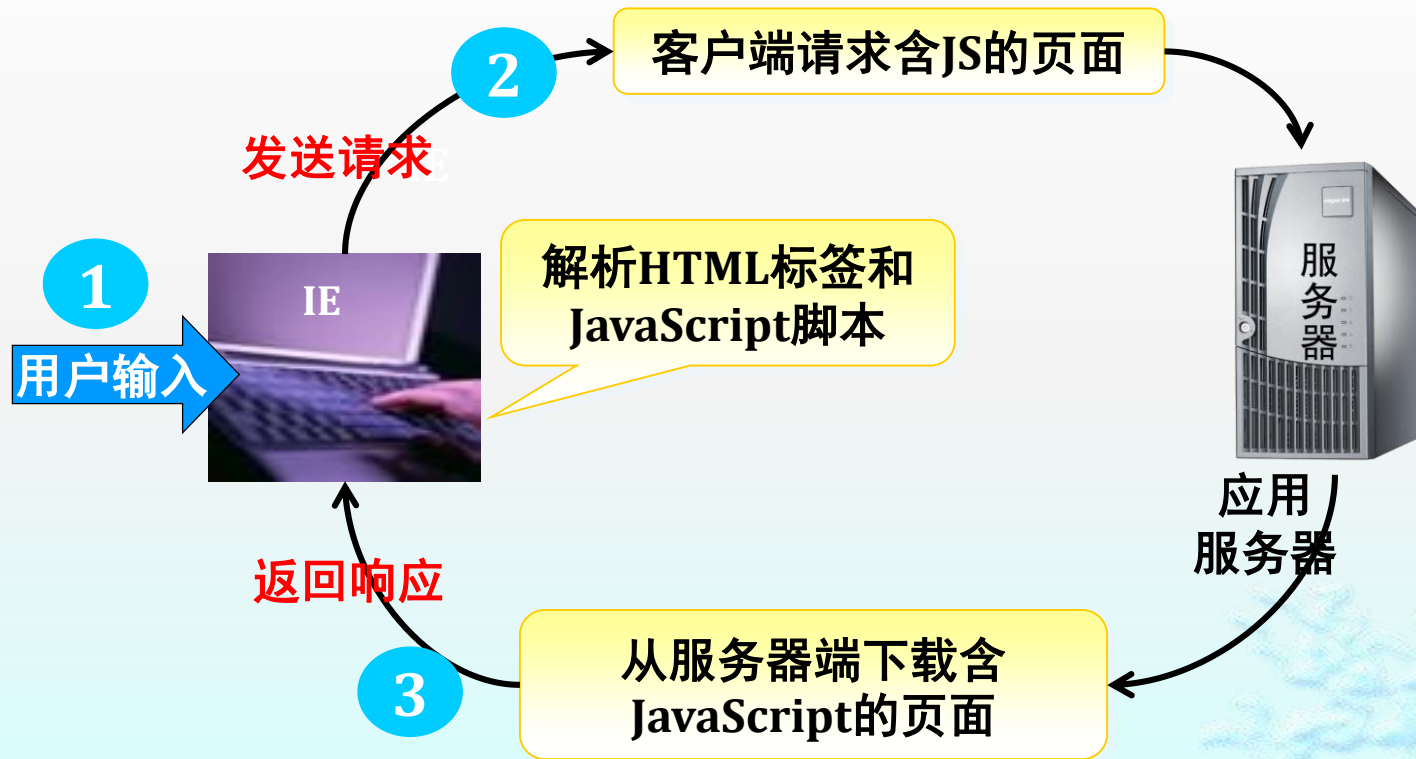 2
客户端请求含JS的页面
发送请求
1
IE
解析HTML标签和
JavaScript脚本
用户输入
服
务
器
应用
服务器
返回响应
3
从服务器端下载含
JavaScript的页面